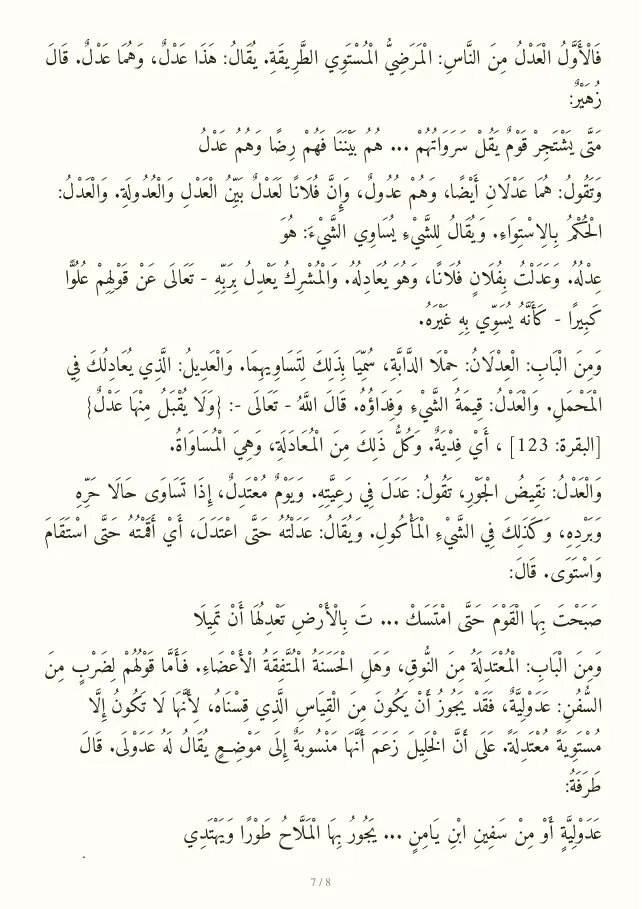 فَالْأَوَّلُ الْعَدْلُ مِنَ النَّاسِ: الْمَرَضِيُّ الْمُسْتَوِي الطَّرِيقَةِ. يُقَالُ: هَذَا عَدْلٌ، وَهُمَا عَدْلٌ. قَالَ
زُهَيْرٌ:
مَتَّى يَشْتَجِرْ قَوْمٌ يَقُلْ سَرَوَاتُهُمْ ... هُمُ بَيْنَنَا فَهُمْ رِضًا وَهُمُ عَدْلُ
وَتَقُولُ: هُمَا عَدْلَانِ أَيْضًا، وَهُمْ عُدُولٌ، وَإِنَّ فُلَانًا لَعَدْلٌ بَيِّنُ الْعَدْلِ وَالْعُدُولَةِ. وَالْعَدْلُ:
الْحُكْمُ بِالِاسْتِوَاءِ. وَيُقَالُ لِلشَّيْءِ يُسَاوِي الشَّيْءَ: هُوَ
عِدْلُهُ. وَعَدَلْتُ بِفُلَانٍ فُلَانًا، وَهُوَ يُعَادِلُهُ. وَالْمُشْرِكُ يَعْدِلُ بِرَبِّهِ - تَعَالَى عَنْ قَوْلِهِمْ عُلُوًّا
كَبِيرًا - كَأَنَّهُ يُسَوِّي بِهِ غَيْرَهُ.
وَمِنَ الْبَابِ: الْعِدْلَانُ: حِمْلَا الدَّابَّةِ، سُمِّيَا بِذَلِكَ لِتَسَاوِيهِمَا. وَالْعَدِيلُ: الَّذِي يُعَادِلُكَ فِي
الْمَحْمَلِ. وَالْعَدْلُ: قِيمَةُ الشَّيْءِ وَفِدَاؤُهُ. قَالَ اللَّهُ - تَعَالَى -: {وَلَا يُقْبَلُ مِنْهَا عَدْلٌ}
[البقرة: 123] ، أَيْ فِدْيَةٌ. وَكُلُّ ذَلِكَ مِنَ الْمُعَادَلَةِ، وَهِيَ الْمُسَاوَاةُ.
وَالْعَدْلُ: نَقِيضُ الْجَوْرِ، تَقُولُ: عَدَلَ فِي رَعِيَّتِهِ. وَيَوْمٌ مُعْتَدِلٌ، إِذَا تَسَاوَى حَالَا حَرِّهِ
وَبَرْدِهِ، وَكَذَلِكَ فِي الشَّيْءِ الْمَأْكُولِ. وَيُقَالُ: عَدَلْتُهُ حَتَّى اعْتَدَلَ، أَيْ أَقَمْتُهُ حَتَّى اسْتَقَامَ
وَاسْتَوَى. قَالَ:
صَبَحْتَ بِهَا الْقَوْمَ حَتَّى امْتَسَكْ ... تَ بِالْأَرْضِ تَعْدِلُهَا أَنْ تَمِيلَا
وَمِنَ الْبَابِ: الْمُعْتَدِلَةُ مِنَ النُّوقِ، وَهَلِ الْحَسَنَةُ الْمُتَّفِقَةُ الْأَعْضَاءِ. فَأَمَّا قَوْلُهُمْ لِضَرْبٍ مِنَ
السُّفُنِ: عَدَوْلِيَّةٌ، فَقَدْ يَجُوزُ أَنْ يَكُونَ مِنَ الْقِيَاسِ الَّذِي قِسْنَاهُ، لِأَنَّهَا لَا تَكُونُ إِلَّا
مُسْتَوِيَةً مُعْتَدِلَةً. عَلَى أَنَّ الْخَلِيلَ زَعَمَ أَنَّهَا مَنْسُوبَةٌ إِلَى مَوْضِعٍ يُقَالُ لَهُ عَدَوْلَى. قَالَ
طَرَفَةُ:
عَدَوْلِيَّةٍ أَوْ مِنْ سَفِينِ ابْنِ يَامِنٍ ... يَجُورُ بِهَا الْمَلَّاحُ طَوْرًا وَيَهْتَدِي
7 / 8